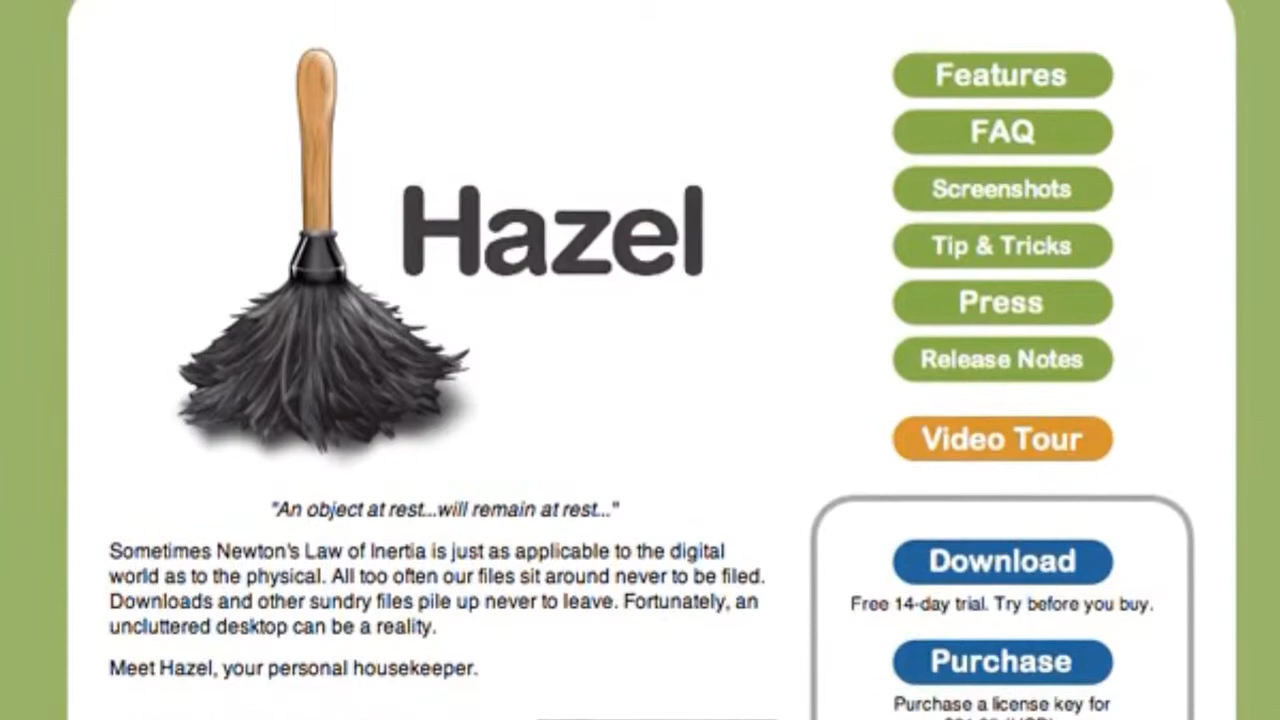 Hazel
Features
FAQ
Screenshots
Tip & Tricks
Press
Release Notes
Video Tour
"An object at rest...will remain at rest..."
Sometimes Newton's Law of Inertia is just as applicable to the digital
world as to the physical. All too often our files sit around never to be filed.
Downloads and other sundry files pile up never to leave. Fortunately, an
uncluttered desktop can be a reality.
Meet Hazel, your personal housekeeper.
Download
Free 14-day trial. Try before you buy.
Purchase
Purchase a license key for